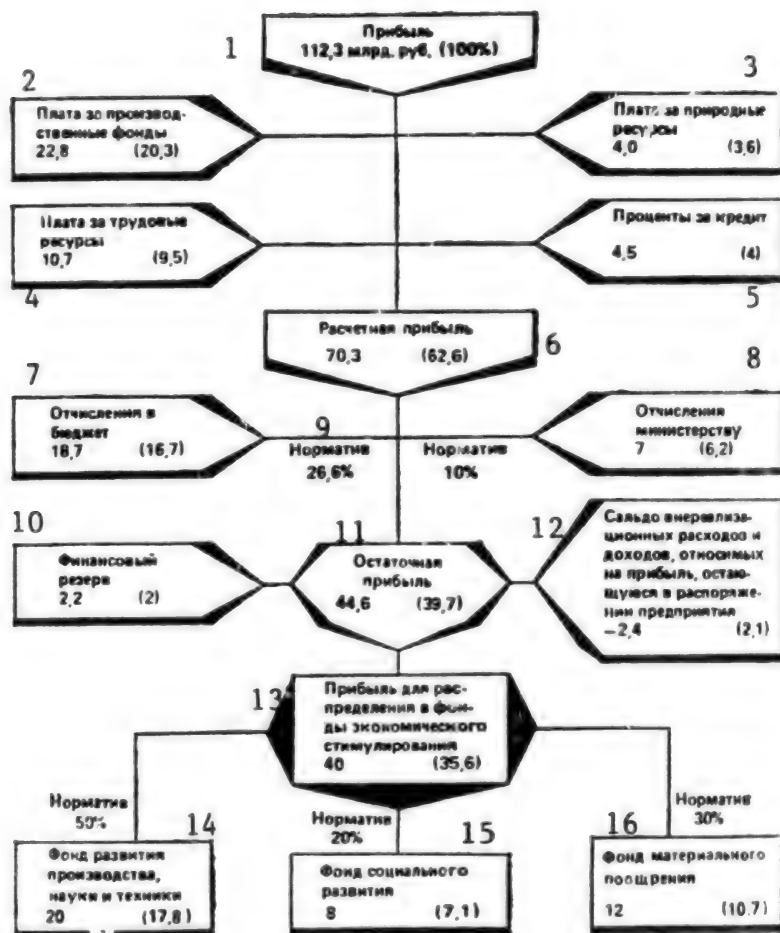 1
Прибыль
112,3 млрд. руб. (100%)
2
3
Плата за производ-
ственные фонды
22,8 (20,3)
Плата за природные
ресурсы
4,0 (3,6)
Плата за трудовые
ресурсы
10,7 (9,5)
Проценты за кредит
4,5 (4)
4
5
Расчетная прибыль
70,3 (62,6)
6
7
8
Отчисления в
бюджет
18,7 (16,7)
9
Норматив
26,6%
Норматив
10%
Отчисления
министерству
7 (6,2)
10
11
12
Финансовый
резерв
2,2 (2)
Остаточная
прибыль
44,6 (39,7)
Сальдо внереализа-
ционных расходов и
доходов, относимых
на прибыль, остаю-
щуюся в распоряже-
нии предприятия
−2,4 (2,1)
13
Прибыль для рас-
пределения в фон-
ды экономического
стимулирования
40 (35,6)
Норматив
50%
14
Норматив
20%
15
16
Норматив
30%
Фонд развития
производства,
науки и техники
20 (17,8)
Фонд социального
развития
8 (7,1)
Фонд материального
поощрения
12 (10,7)